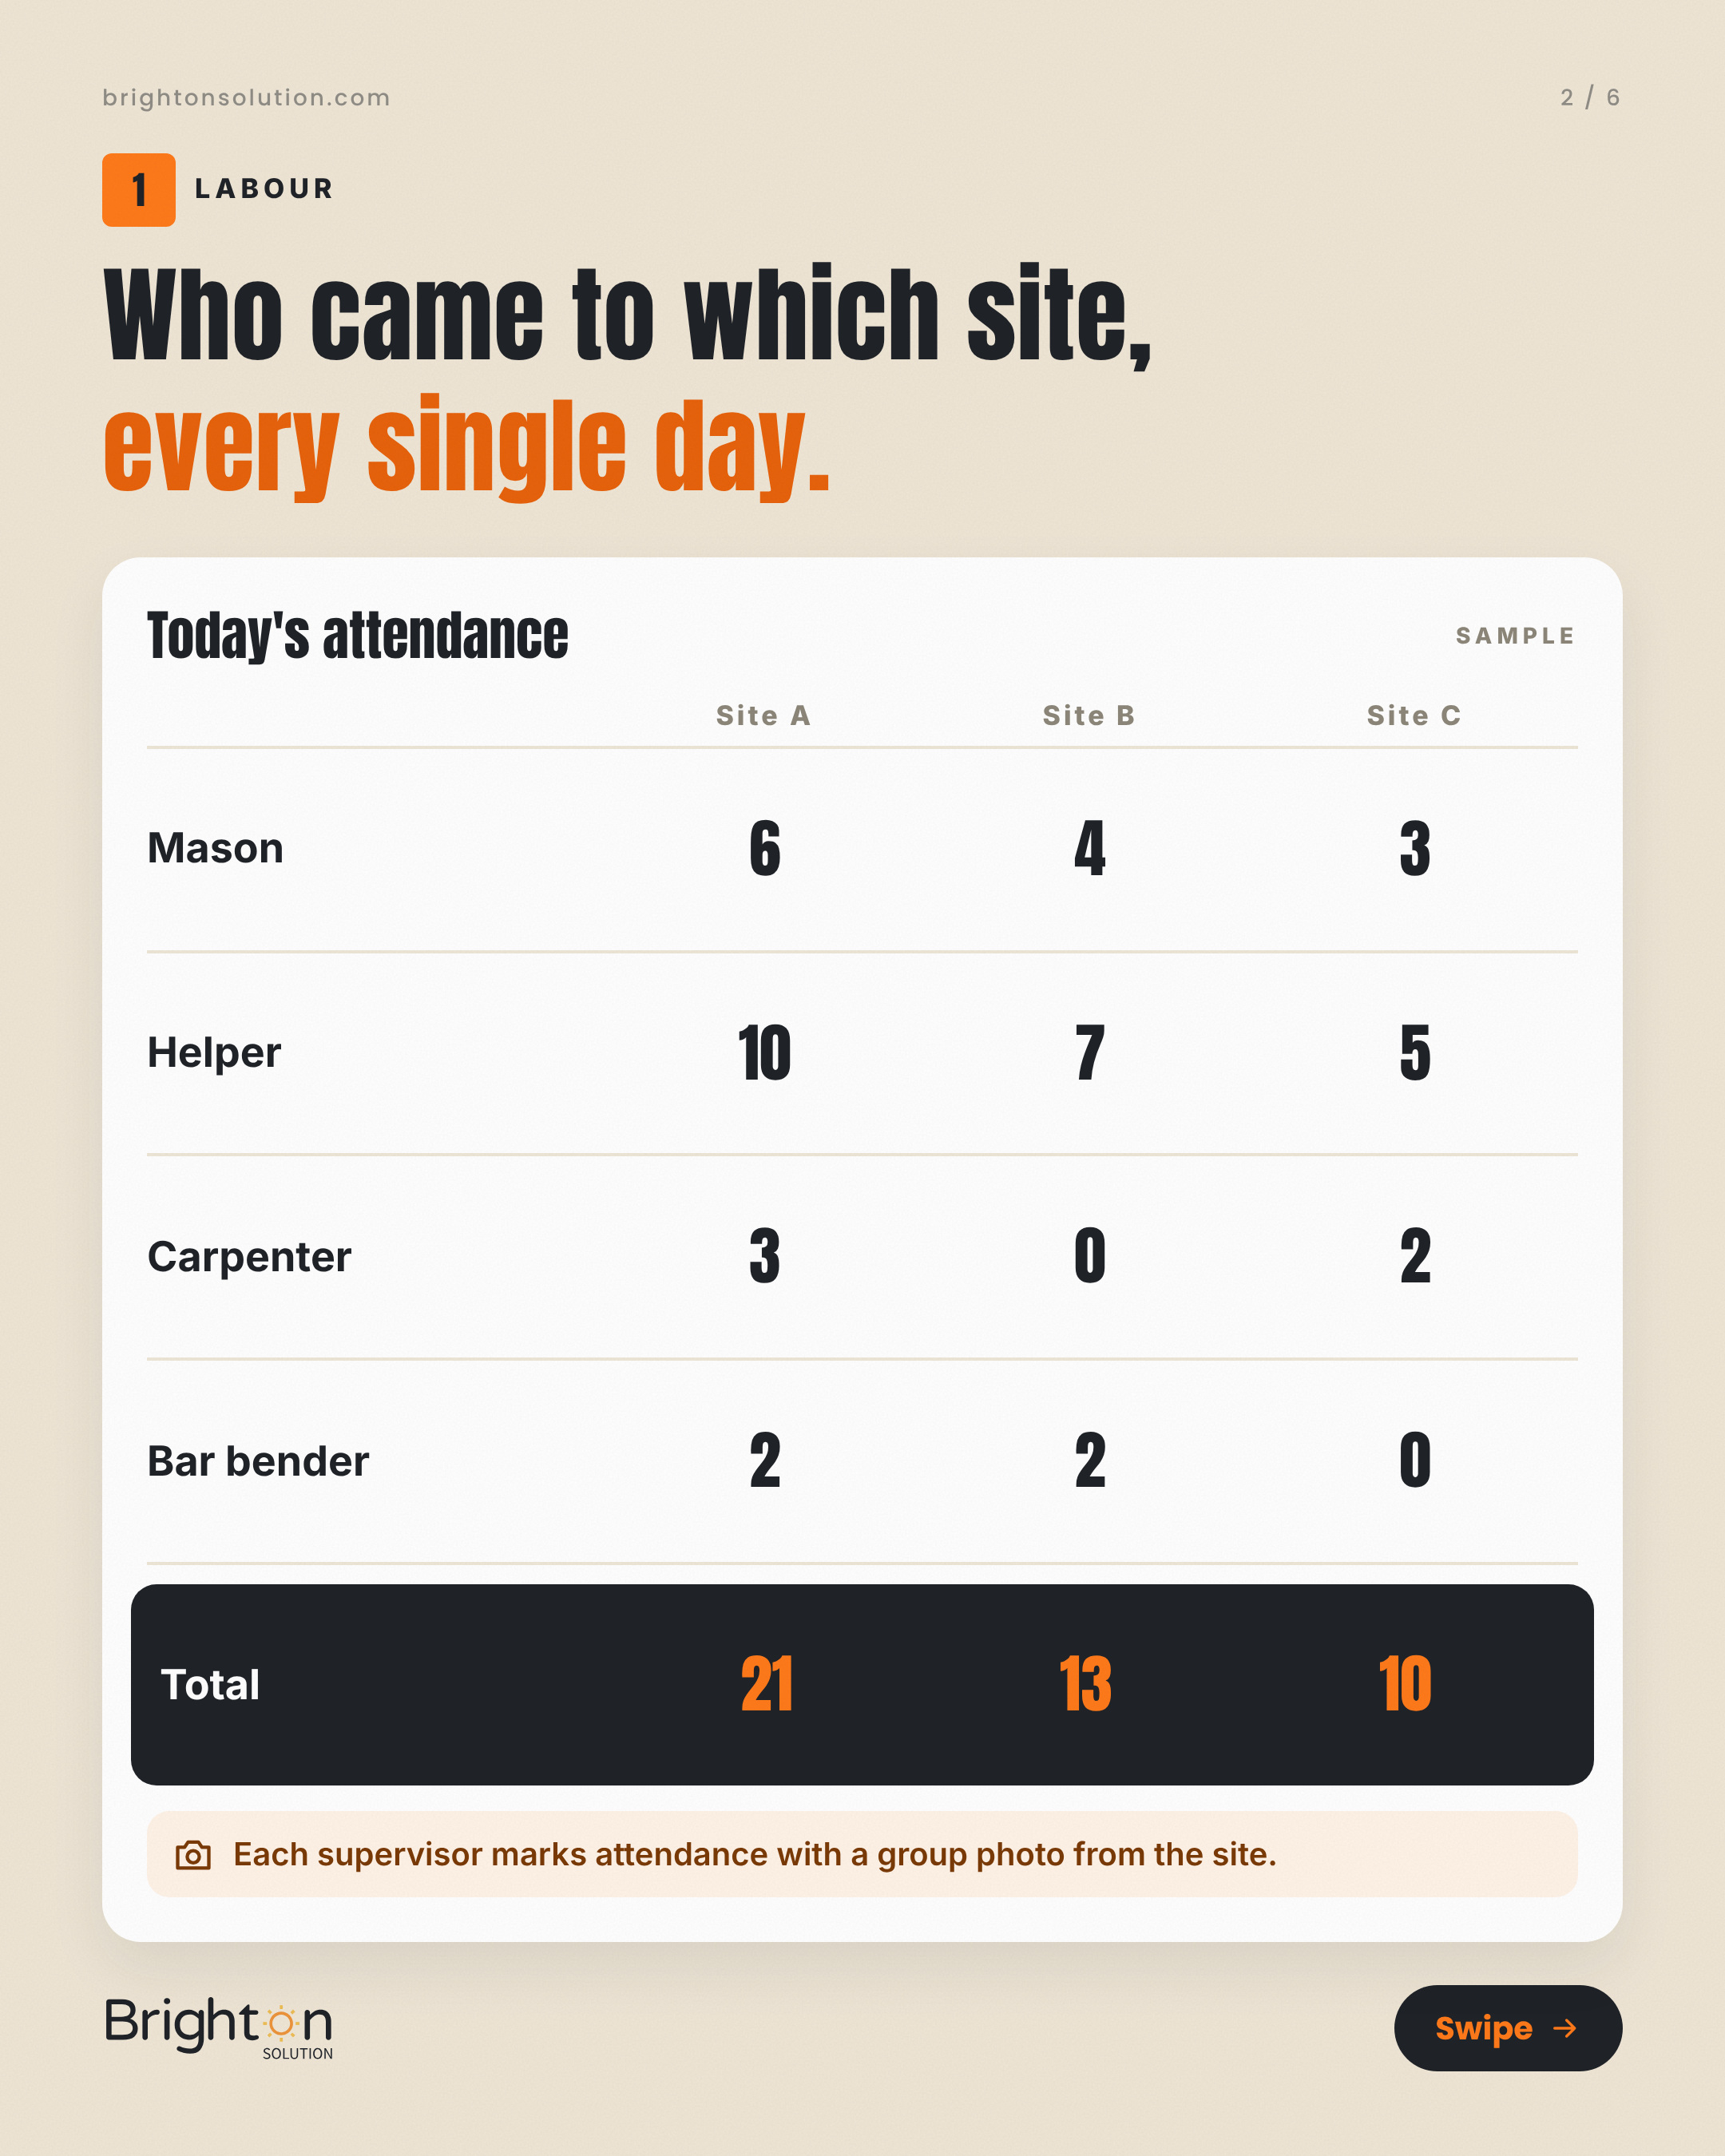 brightonsolution.com 2 / 6
1 LABOUR
Who came to which site,
every single day.
Today's attendance SAMPLE
Site A Site B Site C
Mason 6 4 3
Helper 10 7 5
Carpenter 3 0 2
Bar bender 2 2 0
Total 21 13 10
Each supervisor marks attendance with a group photo from the site.
Brighton Swipe →
SOLUTION